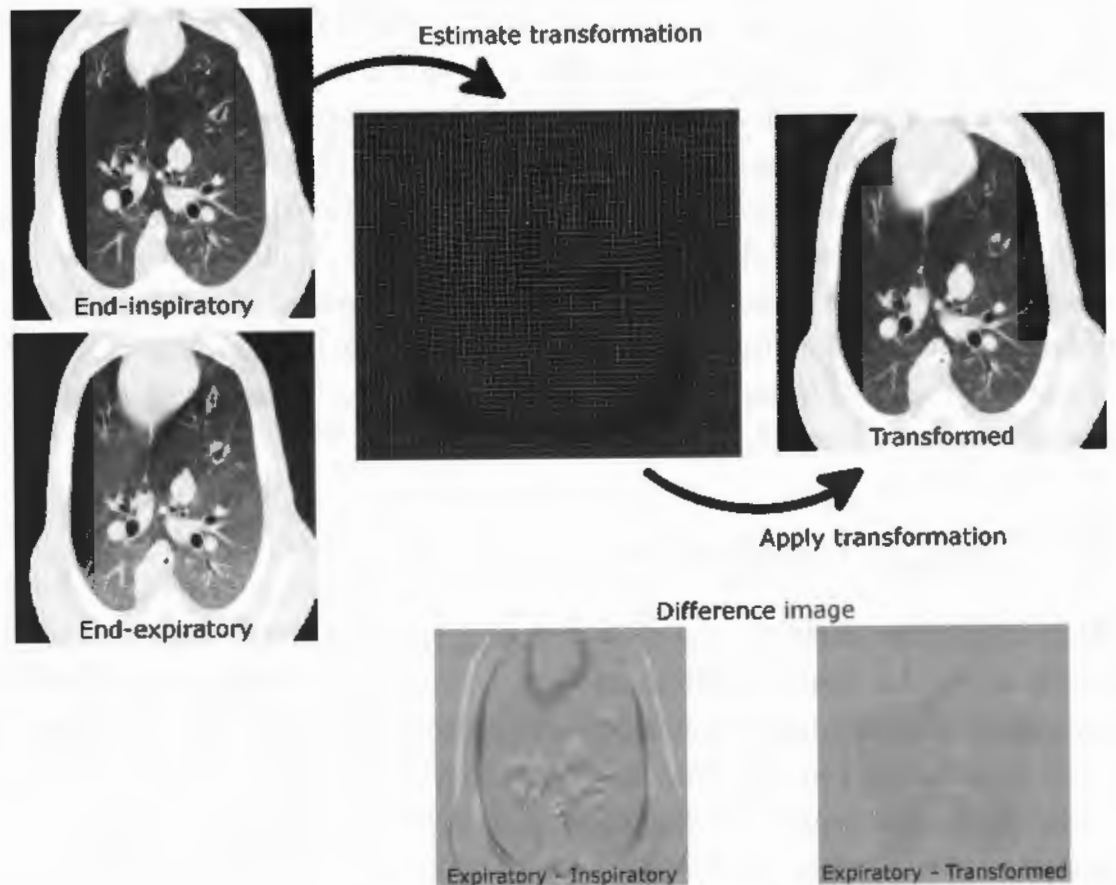 Estimate transformation
End-inspiratory
End-expiratory
Transformed
Apply transformation
Difference image
Expiratory - Inspiratory
Expiratory - Transformed